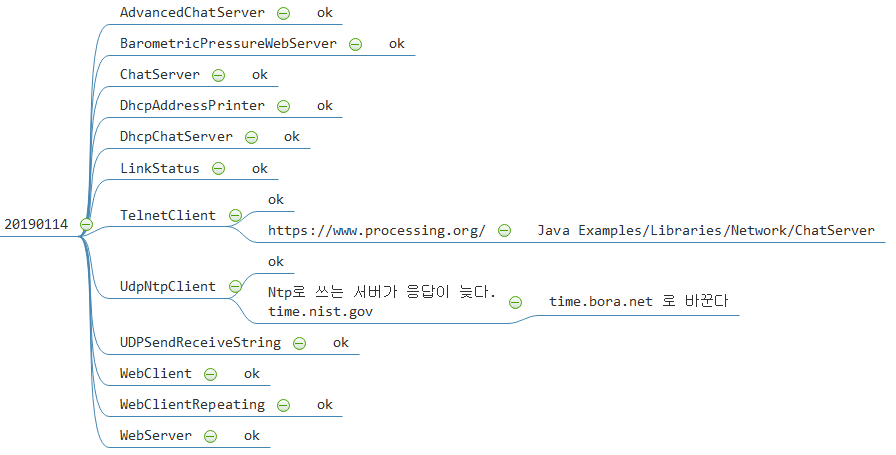 AdvancedChatServer ok
BarometricPressureWebServer ok
ChatServer ok
DhcpAddressPrinter ok
DhcpChatServer ok
LinkStatus ok
20190114
TelnetClient
ok
https://www.processing.org/ Java Examples/Libraries/Network/ChatServer
UdpNtpClient
ok
Ntp로 쓰는 서버가 응답이 늦다.
time.nist.gov
time.bora.net 로 바꾼다
UDPSendReceiveString ok
WebClient ok
WebClientRepeating ok
WebServer ok